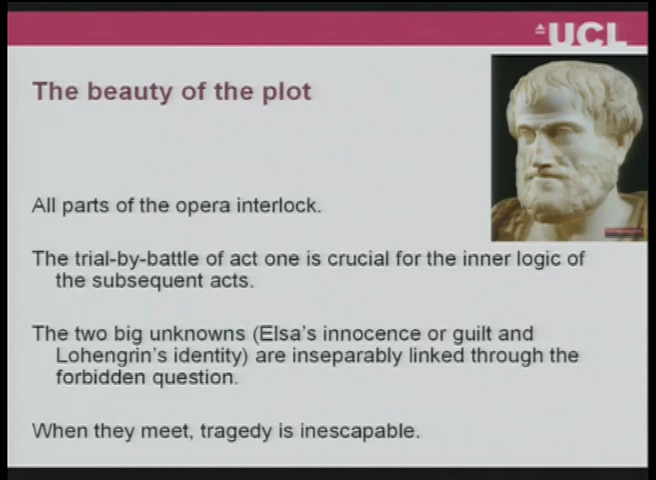 UCL
The beauty of the plot
All parts of the opera interlock.
The trial-by-battle of act one is crucial for the inner logic of
the subsequent acts.
The two big unknowns (Elsa's innocence or guilt and
Lohengrin's identity) are inseparably linked through the
forbidden question.
When they meet, tragedy is inescapable.